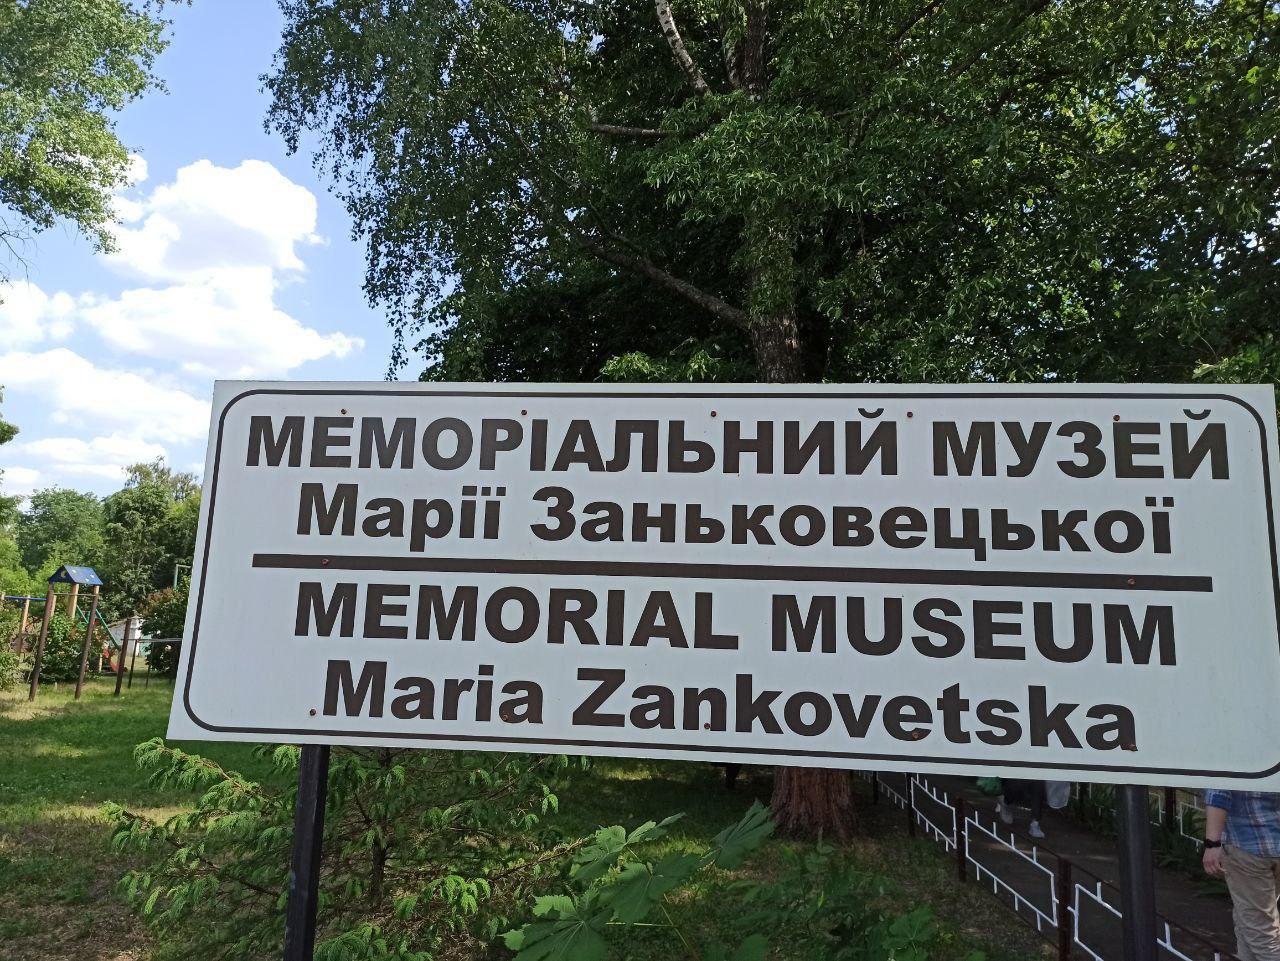 МЕМОРІАЛЬНИЙ МУЗЕЙ
Марії Заньковецької
MEMORIAL MUSEUM
Maria Zankovetska